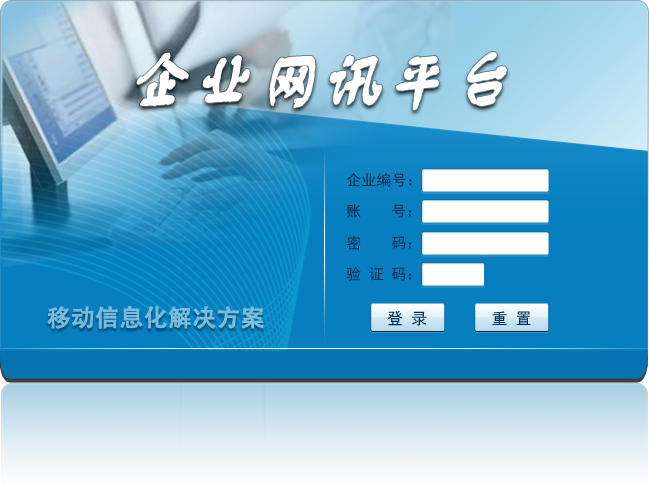 企业网讯平台
企业编号：
账 号：
密 码：
验 证 码：
移动信息化解决方案
登 录 重 置